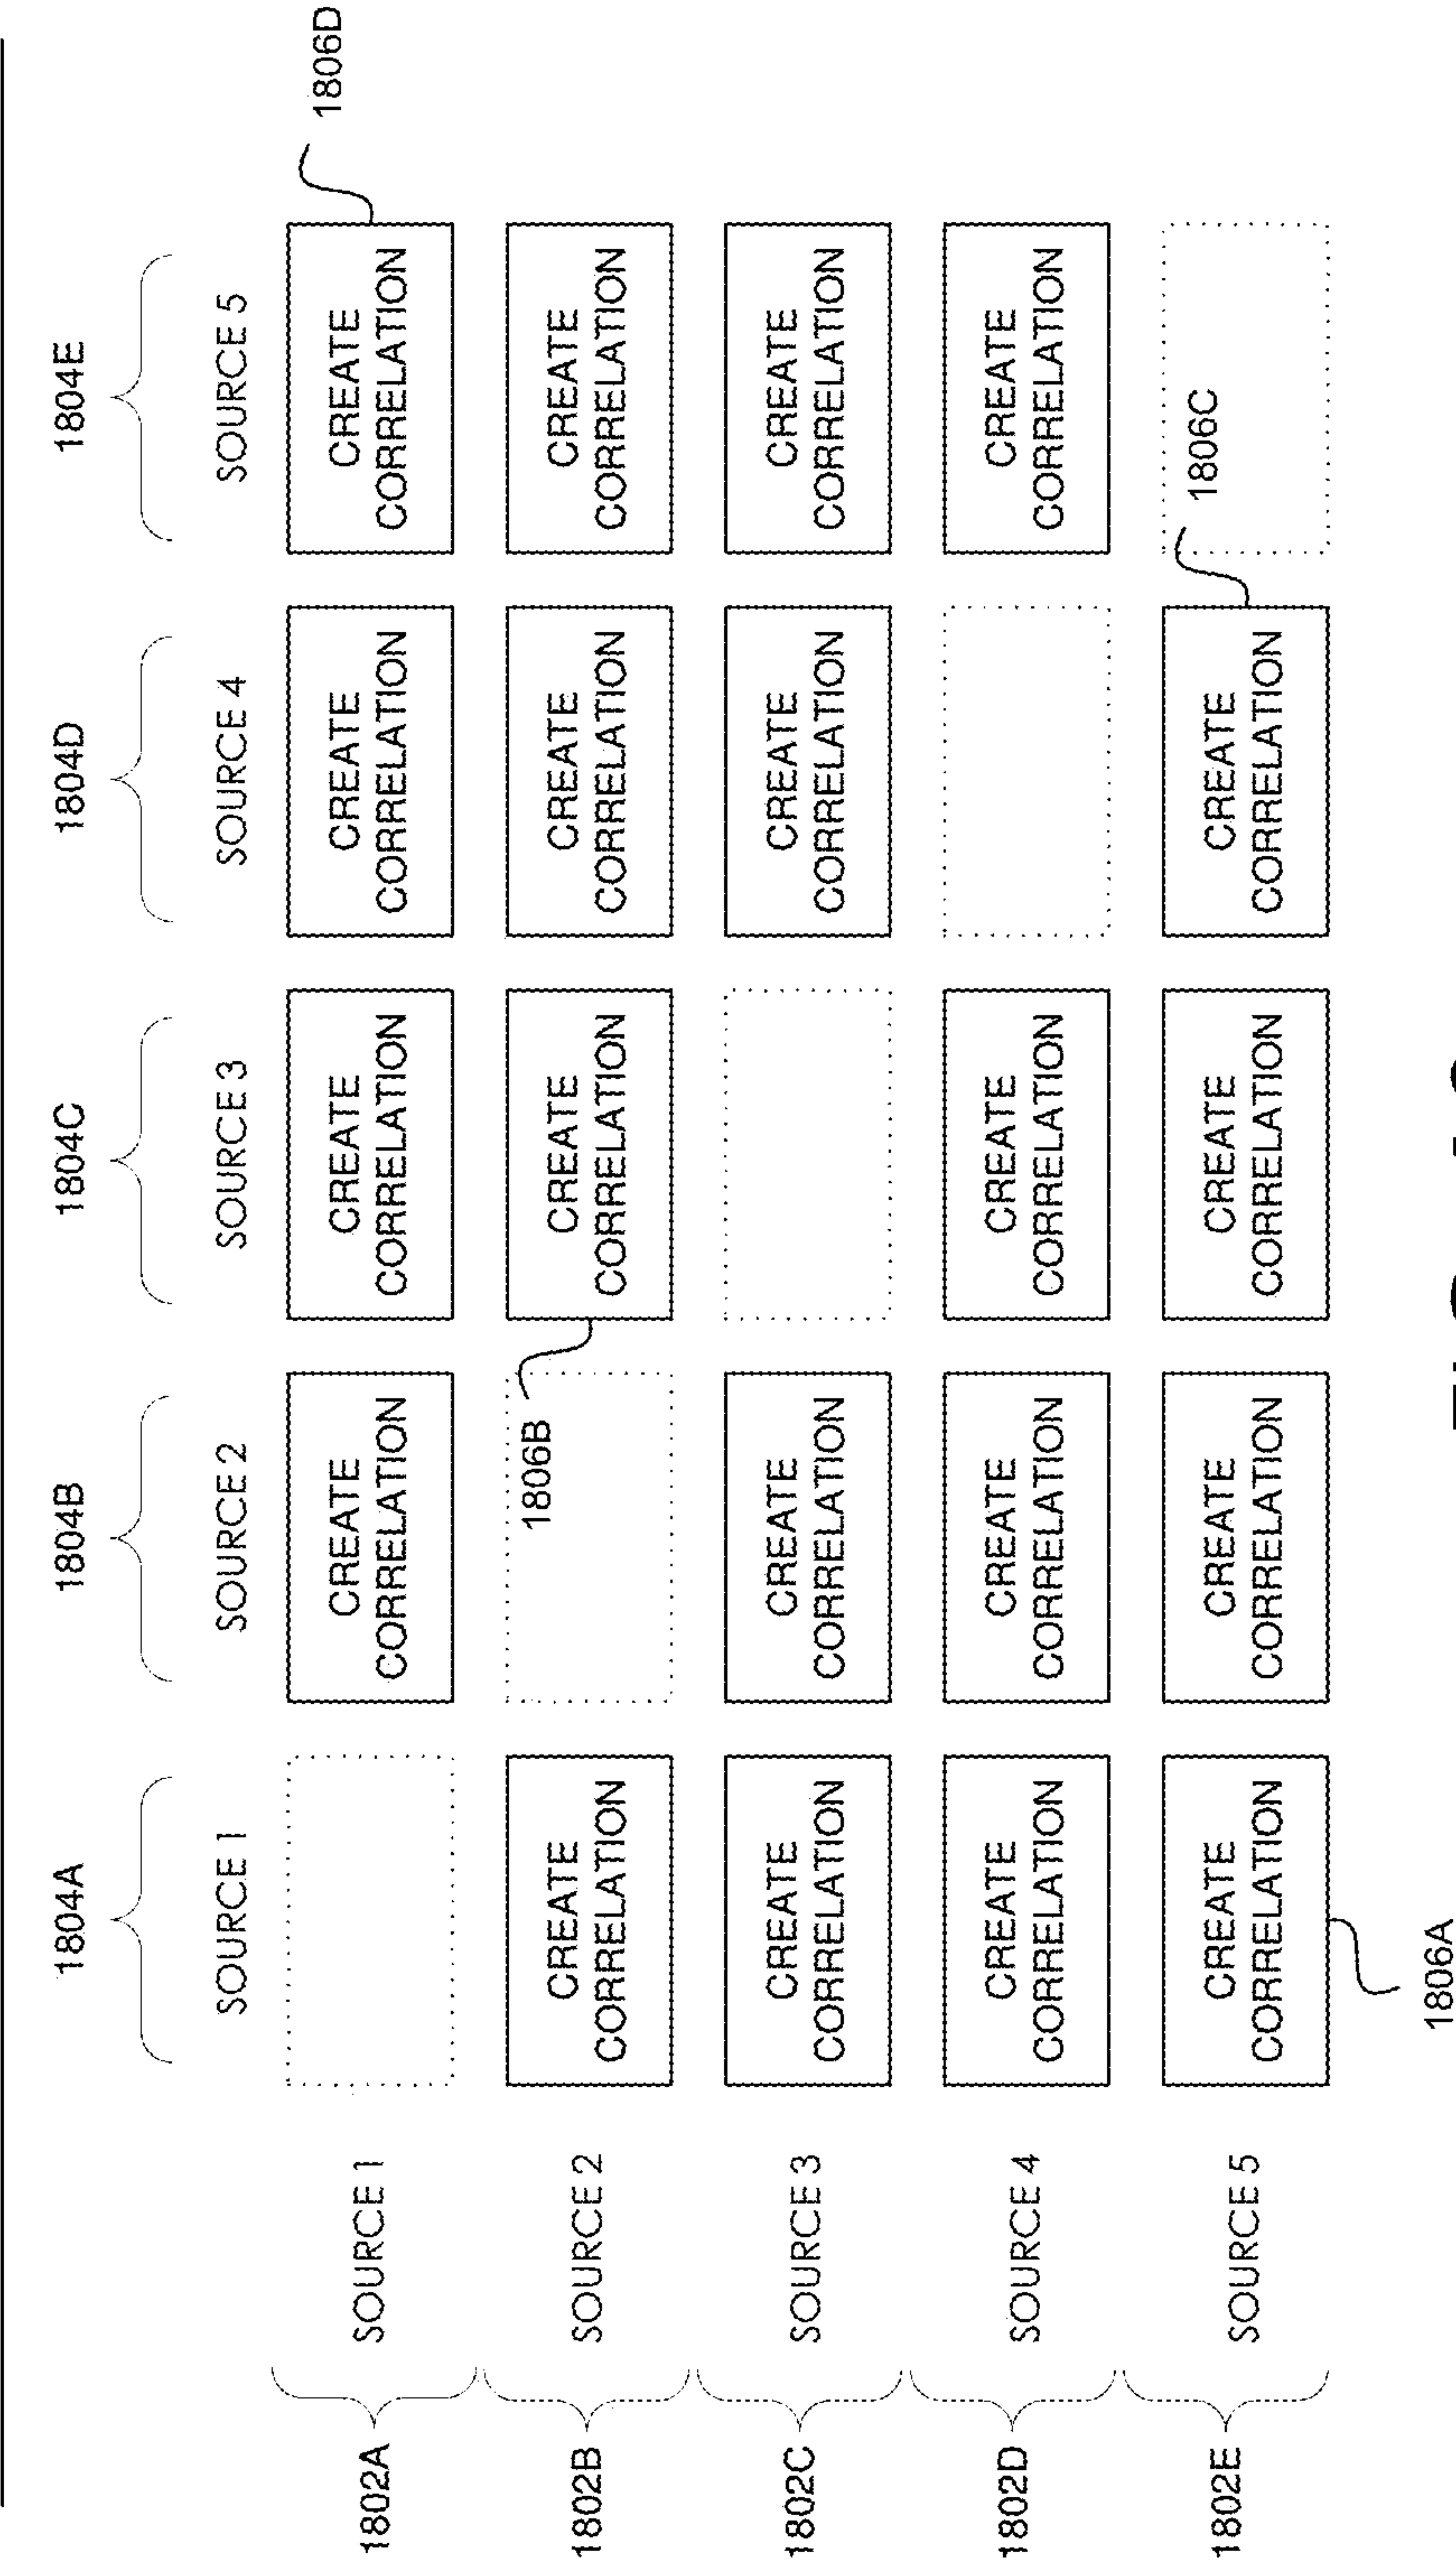 1804A 1804B 1804C 1804D 1804E
SOURCE 1 SOURCE 2 SOURCE 3 SOURCE 4 SOURCE 5
1806D
1802A SOURCE 1
CREATE CORRELATION
CREATE CORRELATION
CREATE CORRELATION
CREATE CORRELATION
1802B SOURCE 2
CREATE CORRELATION
1806B
CREATE CORRELATION
CREATE CORRELATION
CREATE CORRELATION
1802C SOURCE 3
CREATE CORRELATION
CREATE CORRELATION
CREATE CORRELATION
CREATE CORRELATION
1802D SOURCE 4
CREATE CORRELATION
CREATE CORRELATION
CREATE CORRELATION
CREATE CORRELATION
1802E SOURCE 5
CREATE CORRELATION
CREATE CORRELATION
CREATE CORRELATION
CREATE CORRELATION
1806C
1806A